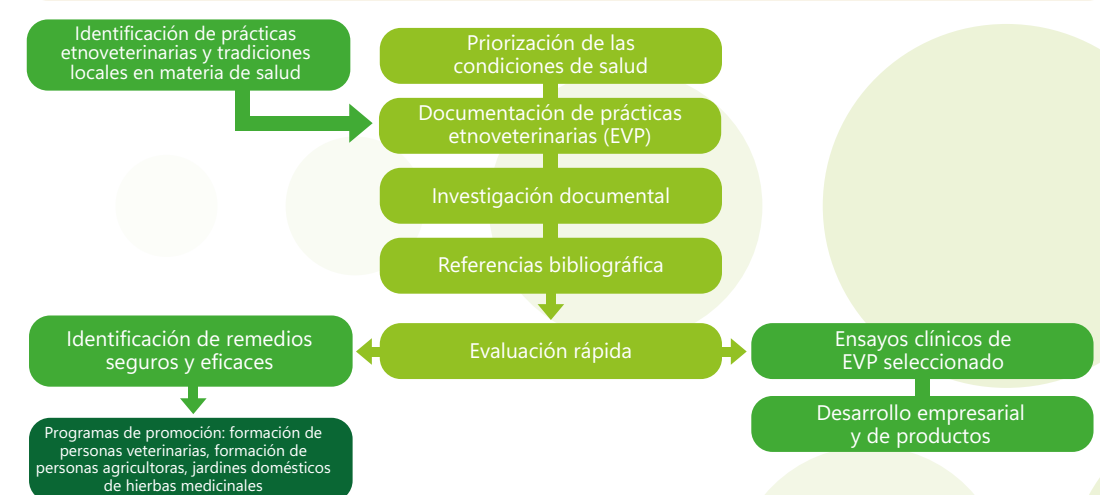 Identificación de prácticas
etnoveterinarias y tradiciones
locales en materia de salud
Priorización de las
condiciones de salud
Documentación de prácticas
etnoveterinarias (EVP)
Investigación documental
Referencias bibliográfica
Evaluación rápida
Identificación de remedios
seguros y eficaces
Programas de promoción: formación de
personas veterinarias, formación de
personas agricultoras, jardines domésticos
de hierbas medicinales
Ensayos clínicos de
EVP seleccionado
Desarrollo empresarial
y de productos